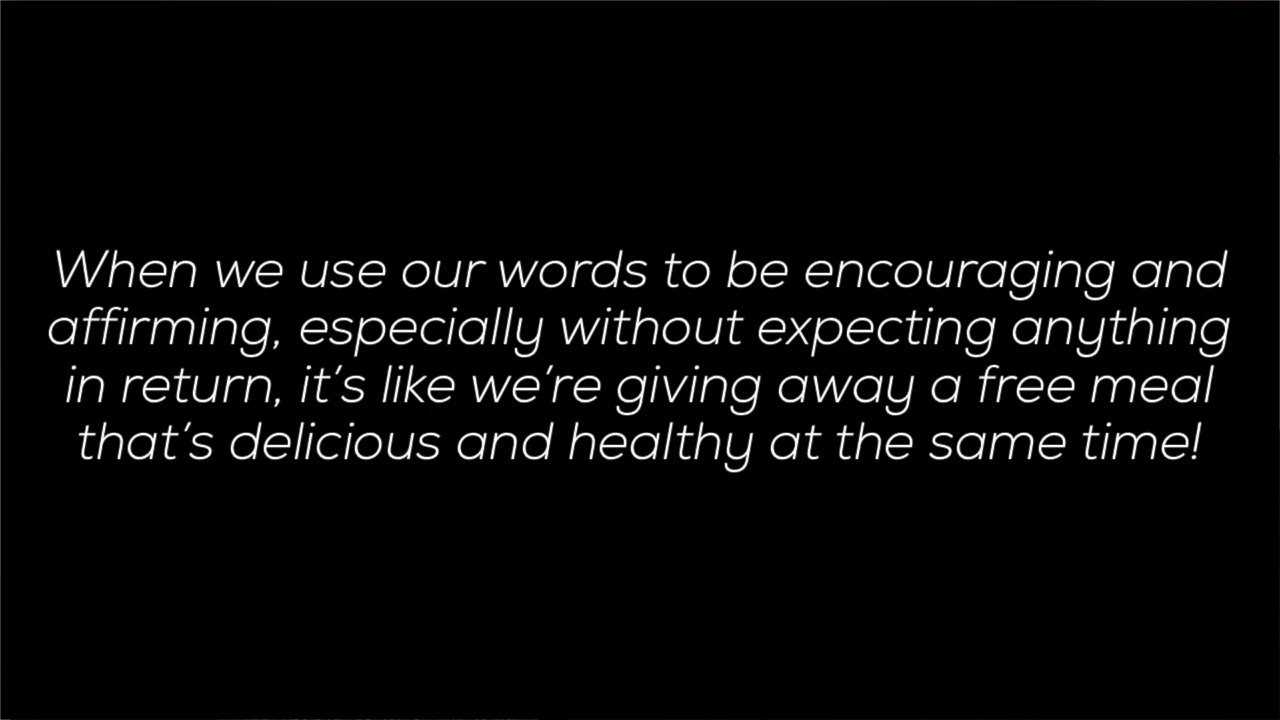 When we use our words to be encouraging and
affirming, especially without expecting anything
in return, it’s like we’re giving away a free meal
that’s delicious and healthy at the same time!